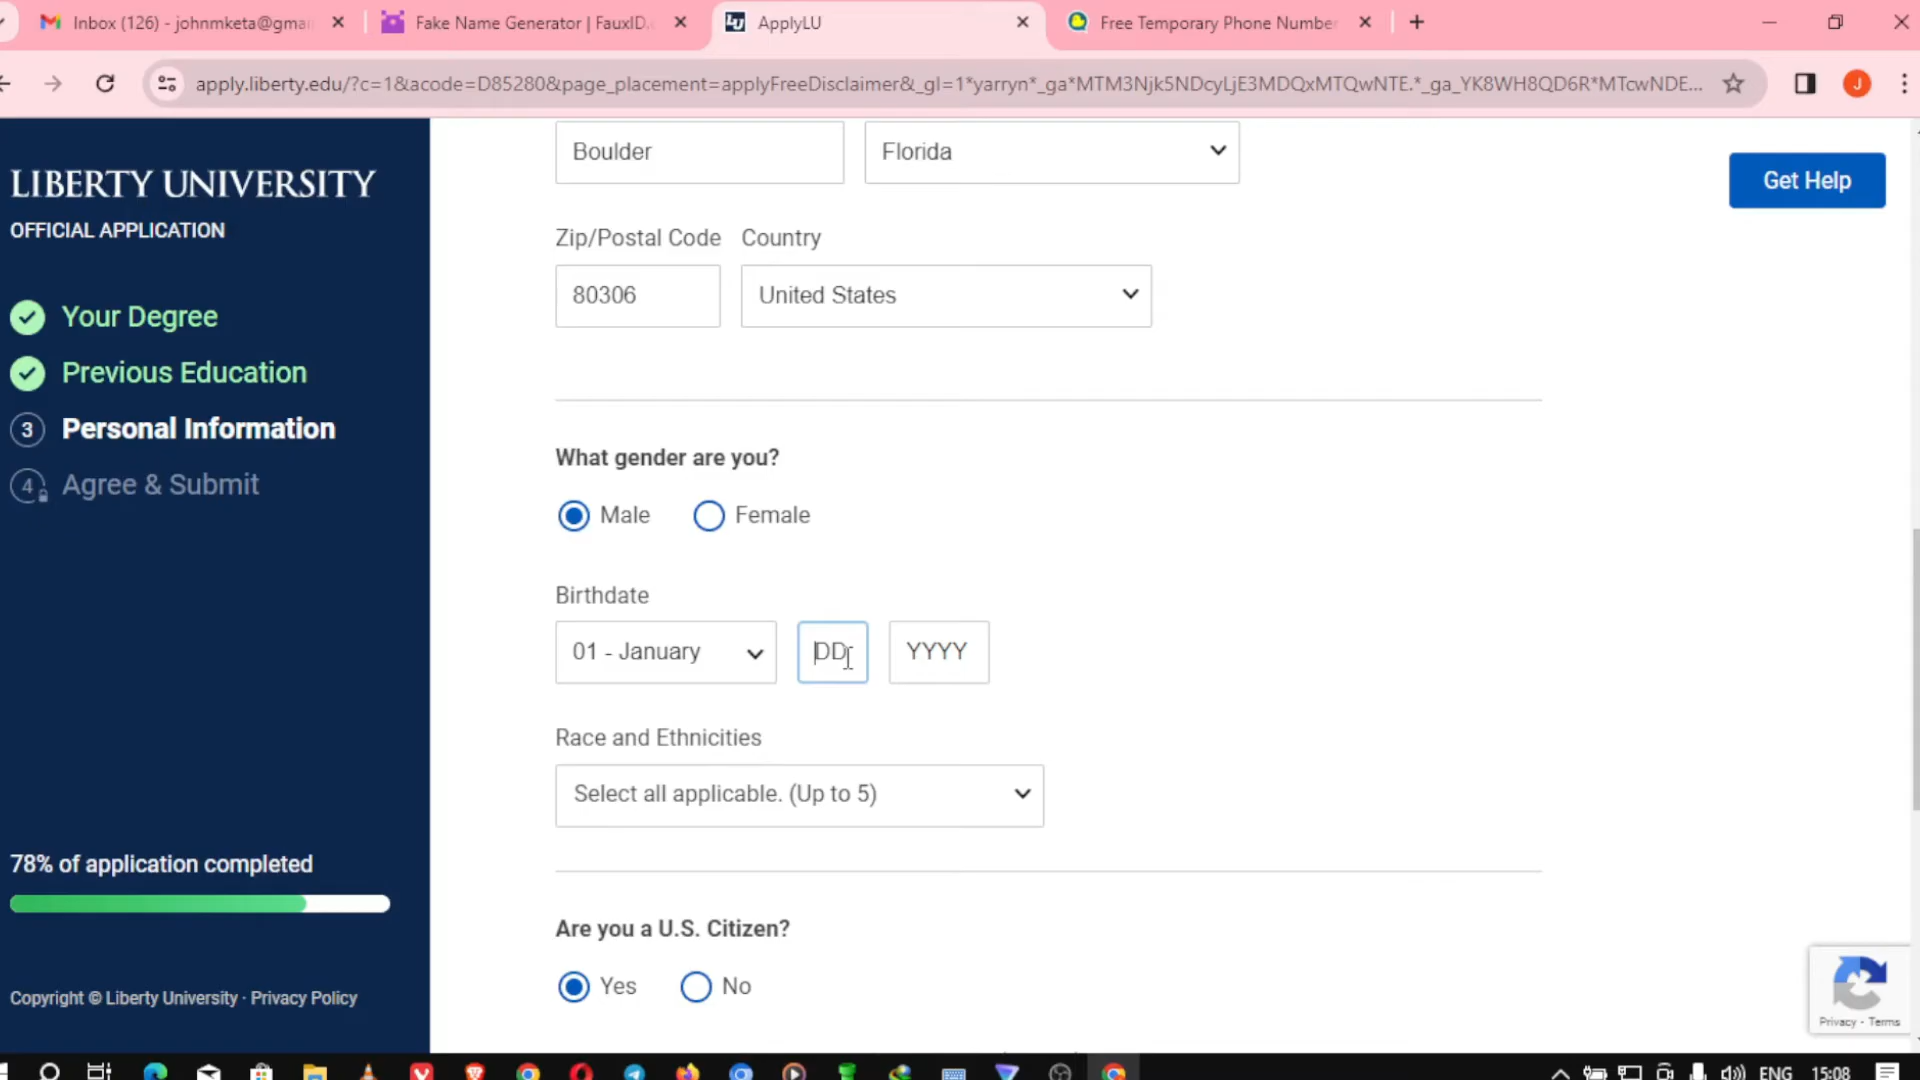 Inbox (126) - johnmketa@gmai
Fake Name Generator | FauxID.
ApplyLU
Free Temporary Phone Number
apply.liberty.edu/?c=1&acode=D85280&page_placement=applyFreeDisclaimer&_gl=1*yarryn*_ga*MTM3Njk5NDcyLjE3MDQxMTQwNTE.*_ga_YK8WH8QD6R*MTcwNDE...
J
LIBERTY UNIVERSITY
OFFICIAL APPLICATION
Your Degree
Previous Education
3 Personal Information
4 Agree & Submit
78% of application completed
Copyright © Liberty University · Privacy Policy
Boulder
Florida
Get Help
Zip/Postal Code
Country
80306
United States
What gender are you?
Male
Female
Birthdate
01 - January
DD
YYYY
Race and Ethnicities
Select all applicable. (Up to 5)
Are you a U.S. Citizen?
Yes
No
Privacy - Terms
ENG
15:08